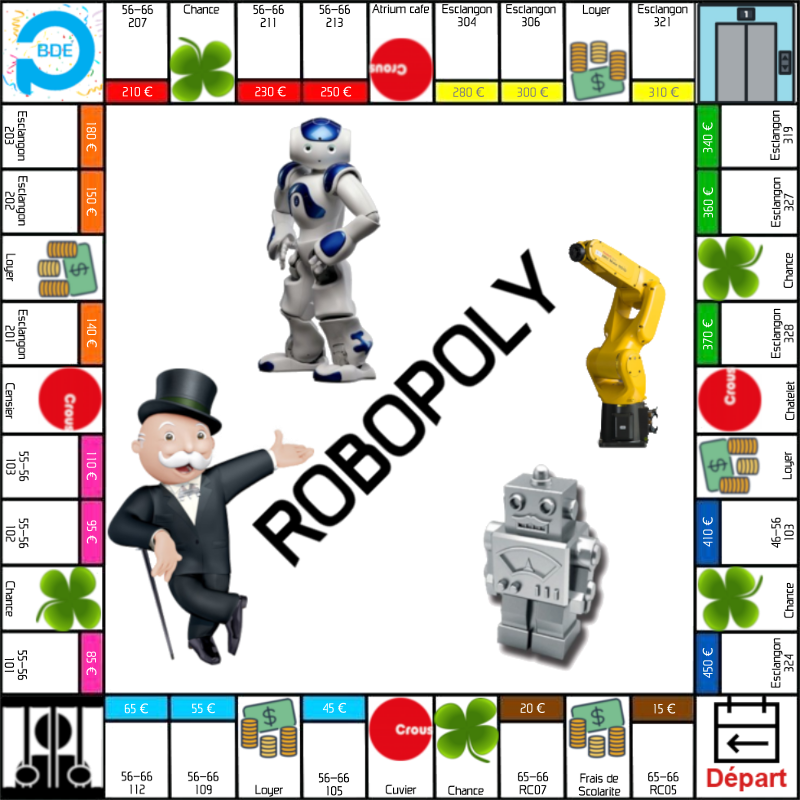 BDE
56-66
207
210 €
Chance
56-66
211
230 €
56-66
213
250 €
Atrium cafe
Crous
Esclangon
304
280 €
Esclangon
306
300 €
Loyer
$
Esclangon
321
310 €
1
340 €
Esclangon
319
360 €
Esclangon
327
Chance
370 €
Esclangon
328
Crous
Chatelet
$
Loyer
410 €
46-56
103
Chance
450 €
Esclangon
324
Départ
15 €
65-66
RC05
$
Frais de
Scolarite
20 €
65-66
RC07
Chance
Crous
Cuvier
45 €
56-66
105
$
Loyer
55 €
56-66
109
65 €
56-66
112
85 €
55-56
101
Chance
95 €
55-56
102
110 €
55-56
103
Crous
Censier
140 €
Esclangon
201
$
Loyer
150 €
Esclangon
202
180 €
Esclangon
203
ROBOPOLY